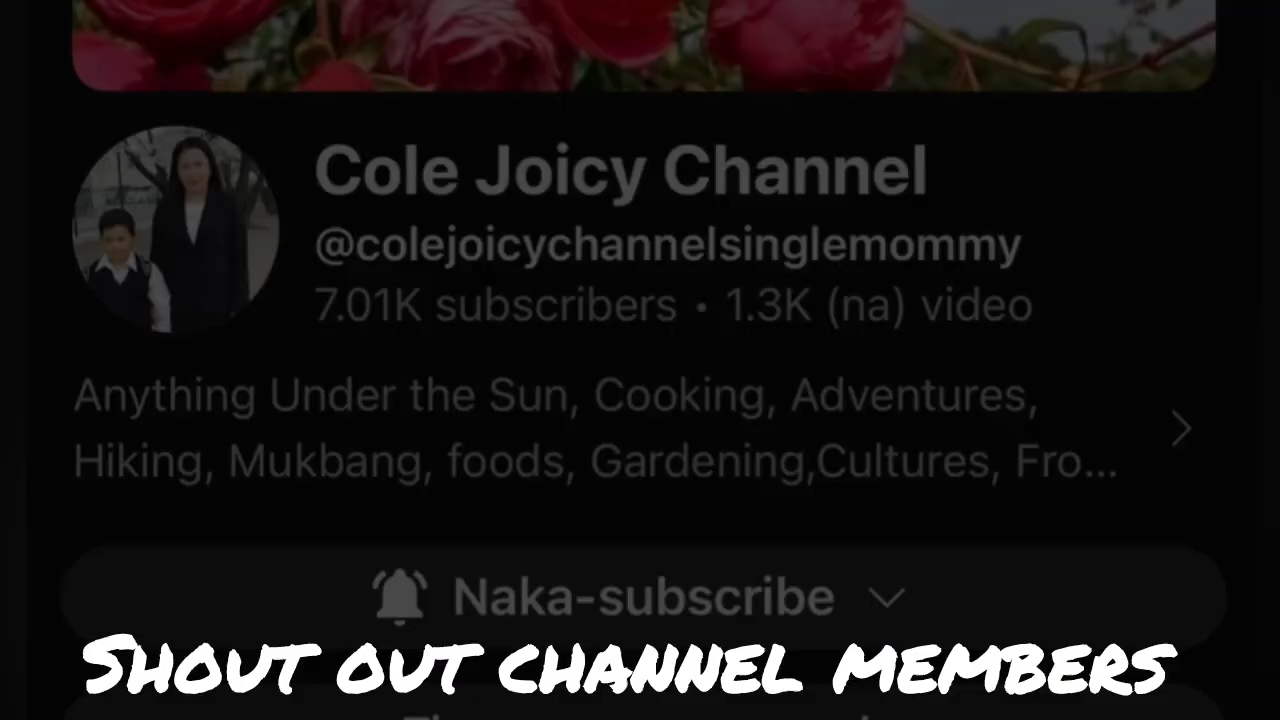 Cole Joicy Channel
@colejoicychannelsinglemommy
7.01K subscribers • 1.3K (na) video
Anything Under the Sun, Cooking, Adventures,
Hiking, Mukbang, foods, Gardening,Cultures, Fro...
Naka-subscribe
Shout out channel members